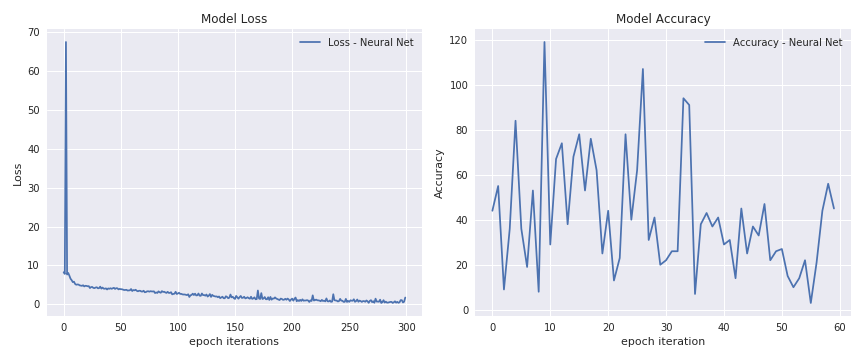 Model Loss
Loss - Neural Net
Loss
70
60
50
40
30
20
10
0
0 50 100 150 200 250 300
epoch iterations
Model Accuracy
Accuracy - Neural Net
Accuracy
120
100
80
60
40
20
0
0 10 20 30 40 50 60
epoch iteration